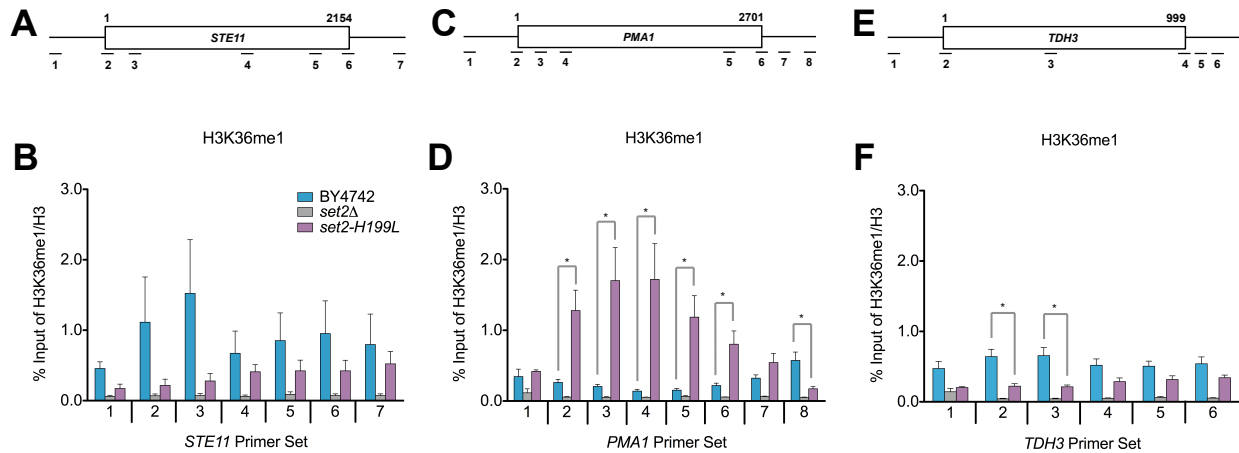 A
1
2154
STE11
1 2 3 4 5 6 7
C
1
2701
PMA1
1 2 3 4 5 6 7 8
E
1
999
TDH3
1 2 3 4 5 6
B
H3K36me1
% Input of H3K36me1/H3
3.0
2.0
1.0
0.0
BY4742
set2Δ
set2-H199L
1 2 3 4 5 6 7
STE11 Primer Set
D
H3K36me1
% Input of H3K36me1/H3
3.0
2.0
1.0
0.0
* * * * * *
1 2 3 4 5 6 7 8
PMA1 Primer Set
F
H3K36me1
% Input of H3K36me1/H3
3.0
2.0
1.0
0.0
* *
1 2 3 4 5 6
TDH3 Primer Set